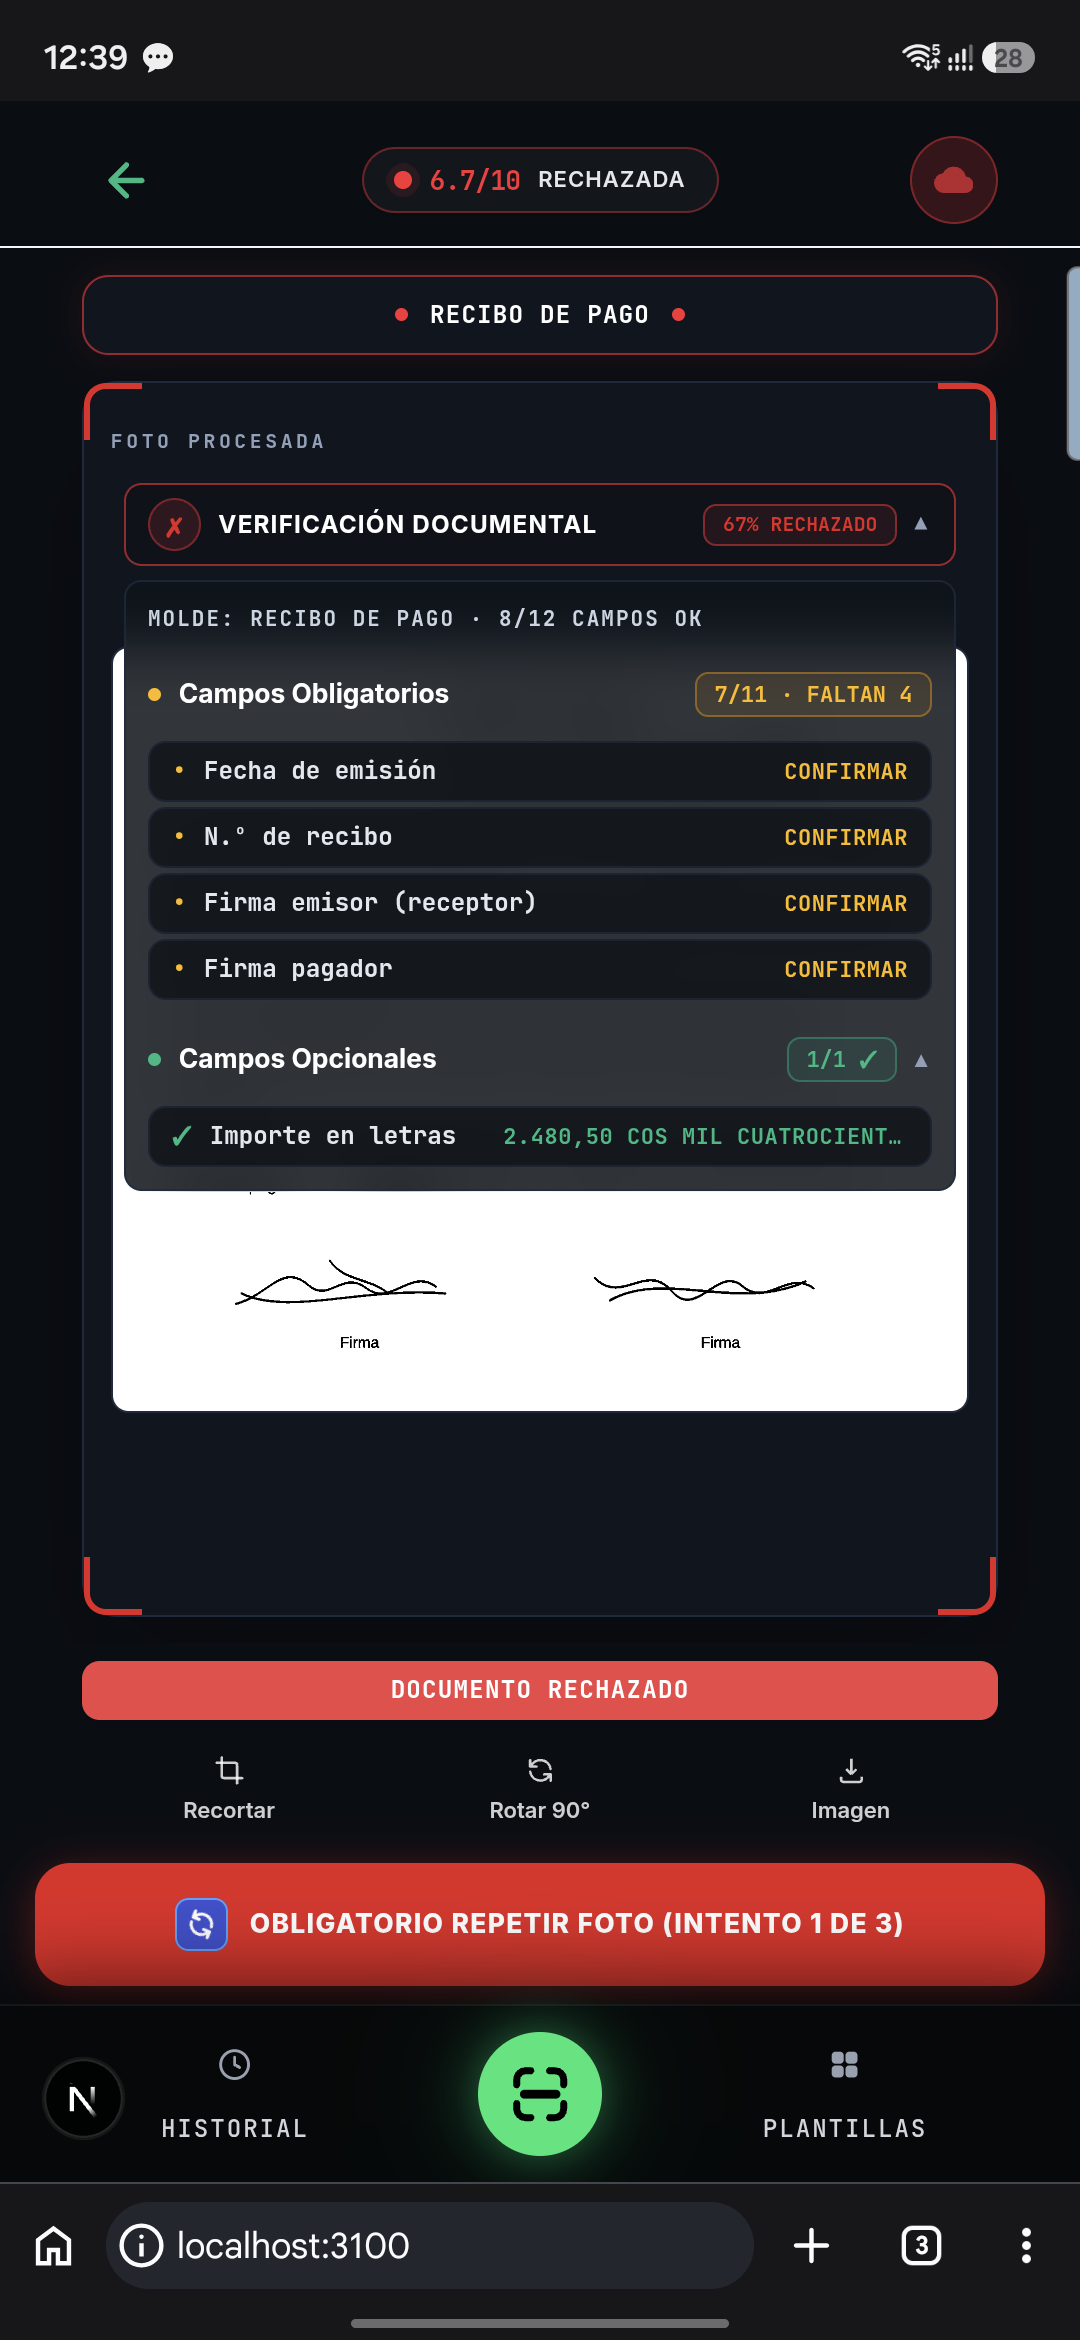 12:39
5
28
6.7/10 RECHAZADA
RECIBO DE PAGO
FOTO PROCESADA
✗ VERIFICACIÓN DOCUMENTAL 67% RECHAZADO ▲
MOLDE: RECIBO DE PAGO · 8/12 CAMPOS OK
Campos Obligatorios 7/11 · FALTAN 4
• Fecha de emisión CONFIRMAR
• N.º de recibo CONFIRMAR
• Firma emisor (receptor) CONFIRMAR
• Firma pagador CONFIRMAR
Campos Opcionales 1/1 ✓ ▲
✓ Importe en letras 2.480,50 COS MIL CUATROCIENT…
Firma Firma
DOCUMENTO RECHAZADO
Recortar Rotar 90° Imagen
OBLIGATORIO REPETIR FOTO (INTENTO 1 DE 3)
N
HISTORIAL PLANTILLAS
localhost:3100 3